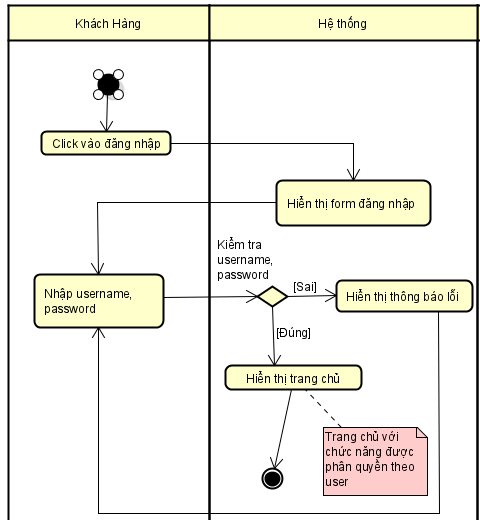 Khách Hàng
Hệ thống
Click vào đăng nhập
Hiển thị form đăng nhập
Kiểm tra
username,
password
Nhập username,
password
[Sai]
Hiển thị thông báo lỗi
[Đúng]
Hiển thị trang chủ
Trang chủ với
chức năng được
phân quyền theo
user